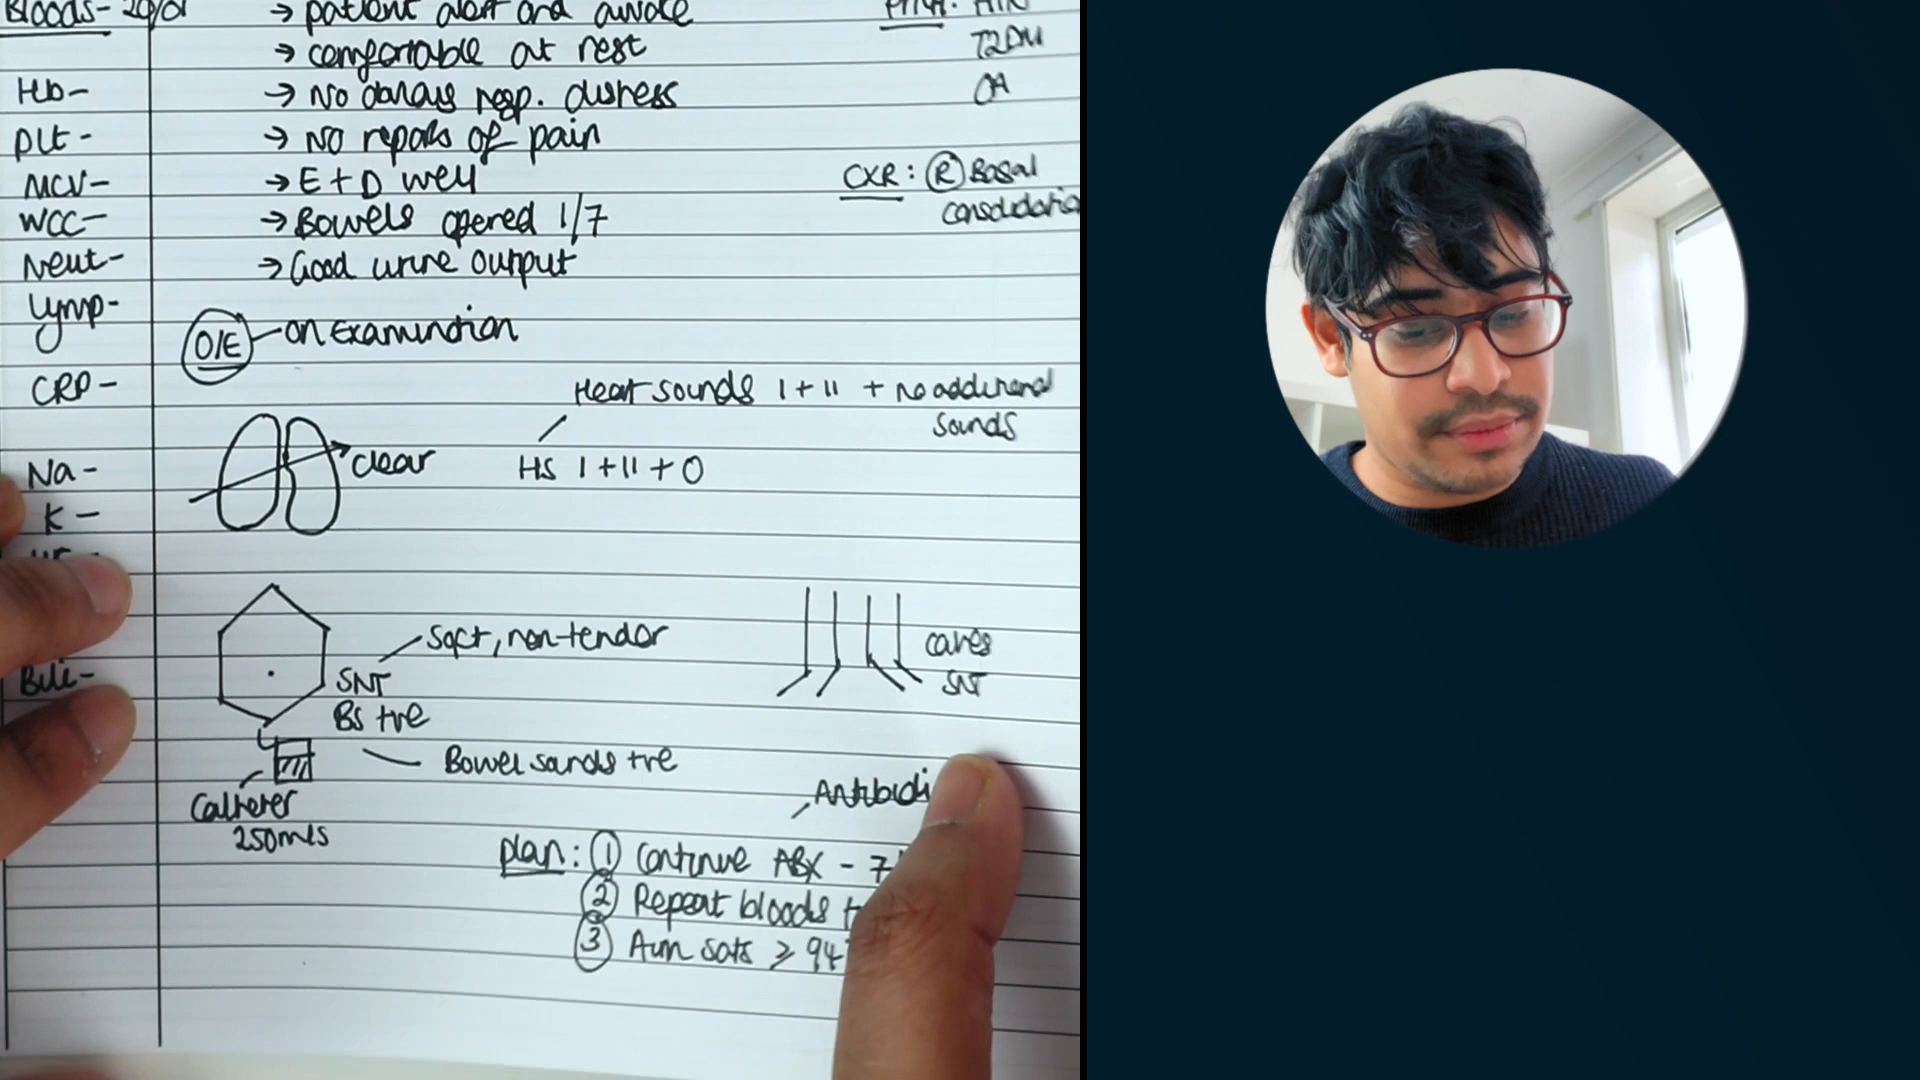 Bloods- 29/01
→ patient alert and awake
PMH: HTN
→ comfortable at rest
T2DM
Hb-
→ No obvious resp. distress
OA
Plt -
→ No reports of pain
MCV-
→ E+D well
CXR: (R) Basal
consolidation
WCC-
→ Bowels opened 1/7
Neut-
→ Good urine output
Lymp-
O/E - on Examination
CRP-
Heart sounds I + II + no additional
sounds
clear
HS I + II + 0
Na-
K-
Soft, non-tender
calves
SNT
Bili-
SNT
BS +ve
Bowel sounds +ve
Catheter
250mls
Antibioti
plan: ① Continue ABX - 7
② Repeat bloods
③ Aim sats ≥ 94